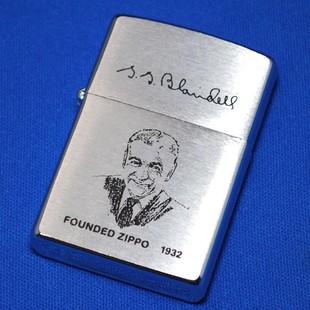 G. G. Blaisdell
FOUNDED ZIPPO 1932